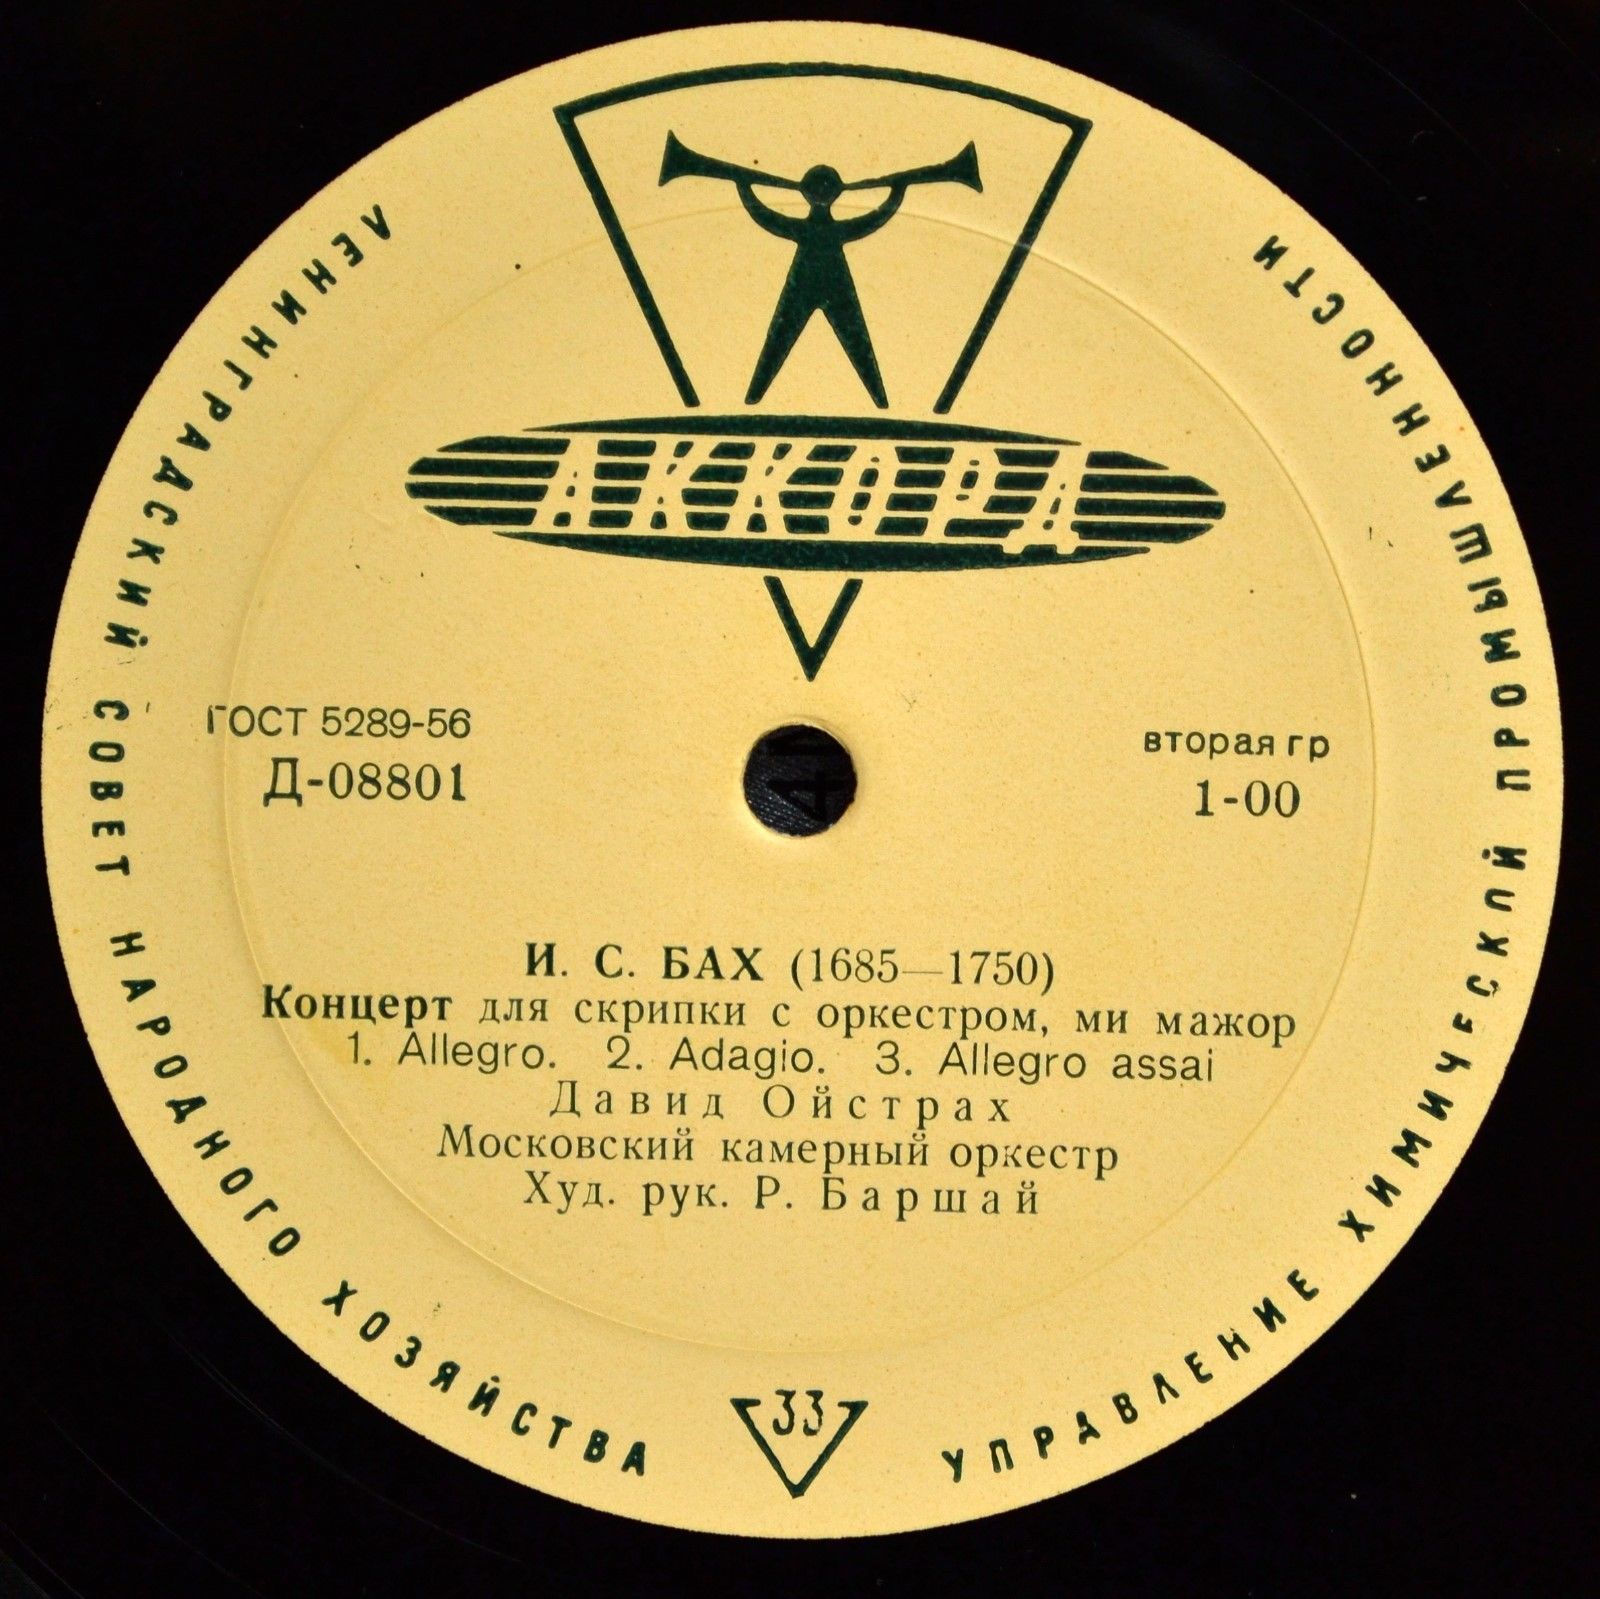 АККОРД
ЛЕНИНГРАДСКИЙ СОВЕТ НАРОДНОГО ХОЗЯЙСТВА
УПРАВЛЕНИЕ ХИМИЧЕСКОЙ ПРОМЫШЛЕННОСТИ
ГОСТ 5289-56
Д-08801
вторая гр
1-00
И. С. БАХ (1685—1750)
Концерт для скрипки с оркестром, ми мажор
1. Allegro. 2. Adagio. 3. Allegro assai
Давид Ойстрах
Московский камерный оркестр
Худ. рук. Р. Баршай
33